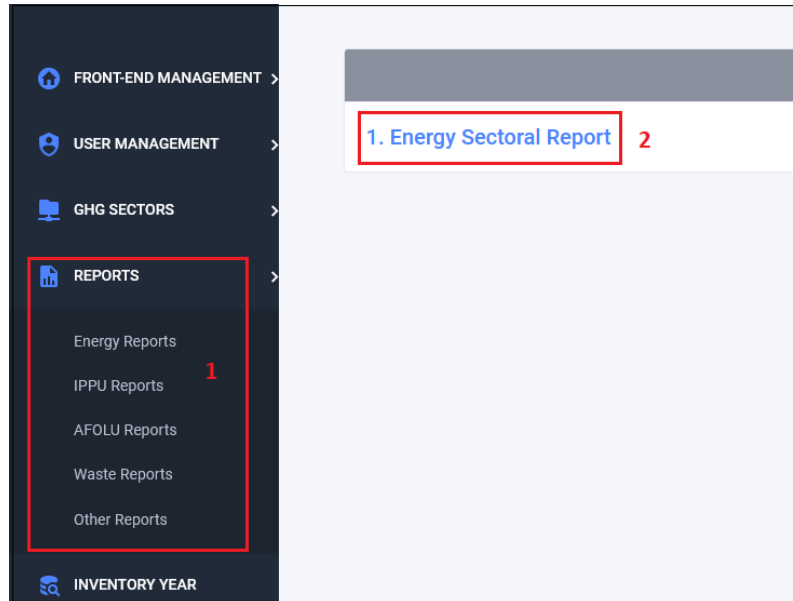 FRONT-END MANAGEMENT
USER MANAGEMENT
GHG SECTORS
REPORTS
Energy Reports
1
IPPU Reports
AFOLU Reports
Waste Reports
Other Reports
INVENTORY YEAR
1. Energy Sectoral Report 2